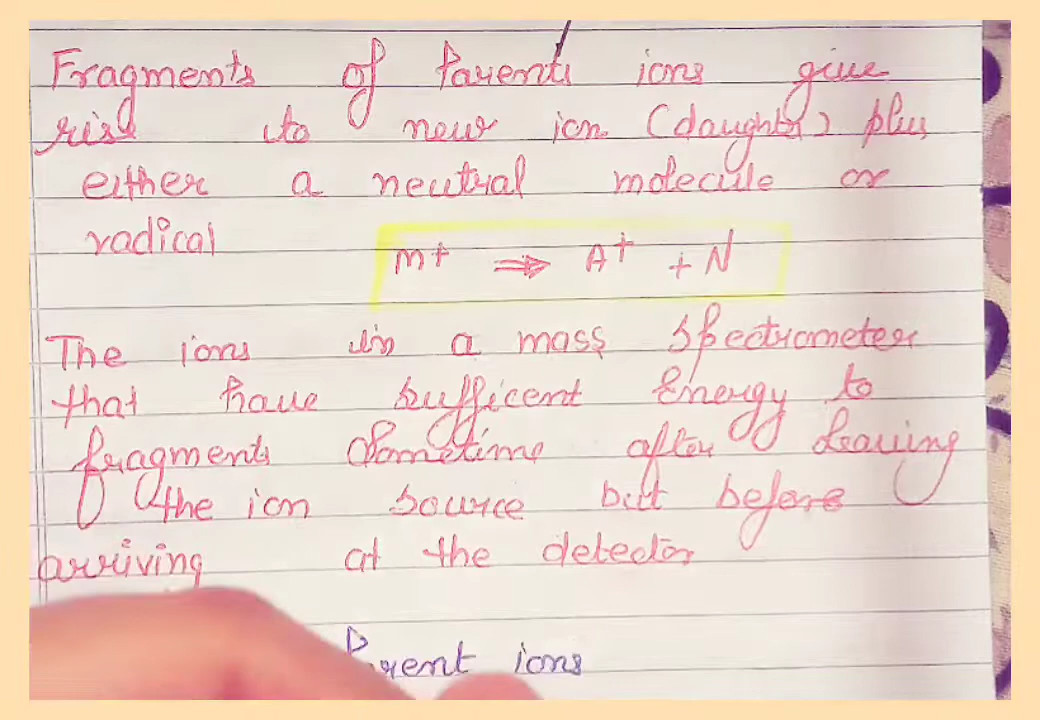 Fragments of Parents ions give
rise to new ion (daughter) plus
either a neutral molecule or
radical
M+ ⇒ A+ + N
The ions in a mass spectrometer
that have sufficent Energy to
fragments sometime after leaving
the ion source but before
arriving at the detector
Parent ions